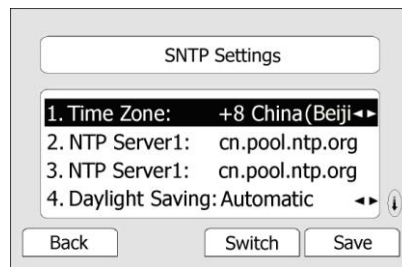 SNTP Settings
1. Time Zone: +8 China(Beiji
2. NTP Server1: cn.pool.ntp.org
3. NTP Server1: cn.pool.ntp.org
4. Daylight Saving: Automatic
Back Switch Save